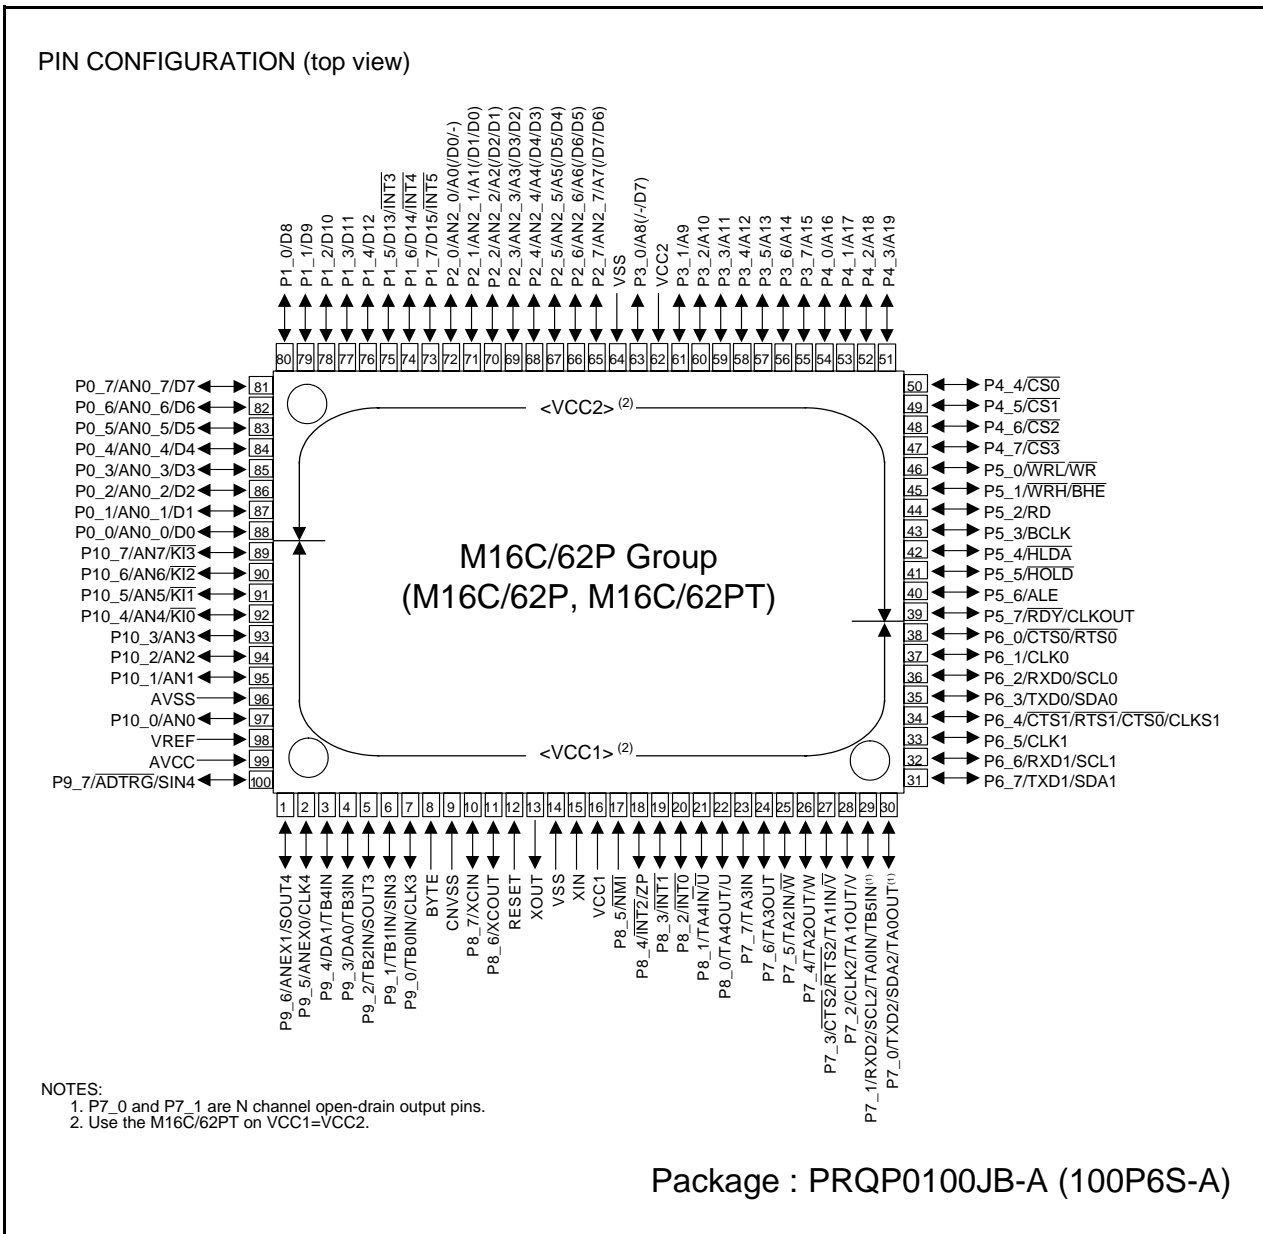 PIN CONFIGURATION (top view)
P1_0/D8
P1_1/D9
P1_2/D10
P1_3/D11
P1_4/D12
P1_5/D13/INT3
P1_6/D14/INT4
P1_7/D15/INT5
P2_0/AN2_0/A0(/D0/-)
P2_1/AN2_1/A1(/D1/D0)
P2_2/AN2_2/A2(/D2/D1)
P2_3/AN2_3/A3(/D3/D2)
P2_4/AN2_4/A4(/D4/D3)
P2_5/AN2_5/A5(/D5/D4)
P2_6/AN2_6/A6(/D6/D5)
P2_7/AN2_7/A7(/D7/D6)
VSS
P3_0/A8(/-/D7)
VCC2
P3_1/A9
P3_2/A10
P3_3/A11
P3_4/A12
P3_5/A13
P3_6/A14
P3_7/A15
P4_0/A16
P4_1/A17
P4_2/A18
P4_3/A19
80 79 78 77 76 75 74 73 72 71 70 69 68 67 66 65 64 63 62 61 60 59 58 57 56 55 54 53 52 51
P0_7/AN0_7/D7 81
P0_6/AN0_6/D6 82
P0_5/AN0_5/D5 83
P0_4/AN0_4/D4 84
P0_3/AN0_3/D3 85
P0_2/AN0_2/D2 86
P0_1/AN0_1/D1 87
P0_0/AN0_0/D0 88
P10_7/AN7/KI3 89
P10_6/AN6/KI2 90
P10_5/AN5/KI1 91
P10_4/AN4/KI0 92
P10_3/AN3 93
P10_2/AN2 94
P10_1/AN1 95
AVSS 96
P10_0/AN0 97
VREF 98
AVCC 99
P9_7/ADTRG/SIN4 100
<VCC2> (2)
M16C/62P Group
(M16C/62P, M16C/62PT)
<VCC1> (2)
50 P4_4/CS0
49 P4_5/CS1
48 P4_6/CS2
47 P4_7/CS3
46 P5_0/WRL/WR
45 P5_1/WRH/BHE
44 P5_2/RD
43 P5_3/BCLK
42 P5_4/HLDA
41 P5_5/HOLD
40 P5_6/ALE
39 P5_7/RDY/CLKOUT
38 P6_0/CTS0/RTS0
37 P6_1/CLK0
36 P6_2/RXD0/SCL0
35 P6_3/TXD0/SDA0
34 P6_4/CTS1/RTS1/CTS0/CLKS1
33 P6_5/CLK1
32 P6_6/RXD1/SCL1
31 P6_7/TXD1/SDA1
1 2 3 4 5 6 7 8 9 10 11 12 13 14 15 16 17 18 19 20 21 22 23 24 25 26 27 28 29 30
P9_6/ANEX1/SOUT4
P9_5/ANEX0/CLK4
P9_4/DA1/TB4IN
P9_3/DA0/TB3IN
P9_2/TB2IN/SOUT3
P9_1/TB1IN/SIN3
P9_0/TB0IN/CLK3
BYTE
CNVSS
P8_7/XCIN
P8_6/XCOUT
RESET
XOUT
VSS
XIN
VCC1
P8_5/NMI
P8_4/INT2/ZP
P8_3/INT1
P8_2/INT0
P8_1/TA4IN/U
P8_0/TA4OUT/U
P7_7/TA3IN
P7_6/TA3OUT
P7_5/TA2IN/W
P7_4/TA2OUT/W
P7_3/CTS2/RTS2/TA1IN/V
P7_2/CLK2/TA1OUT/V
P7_1/RXD2/SCL2/TA0IN/TB5IN(1)
P7_0/TXD2/SDA2/TA0OUT(1)
NOTES:
1. P7_0 and P7_1 are N channel open-drain output pins.
2. Use the M16C/62PT on VCC1=VCC2.
Package : PRQP0100JB-A (100P6S-A)